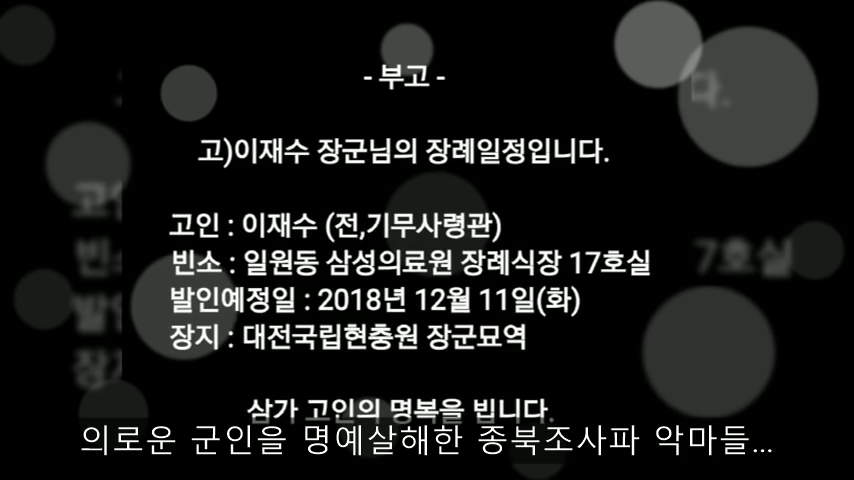 - 부고 -
고)이재수 장군님의 장례일정입니다.
고인 : 이재수 (전,기무사령관)
빈소 : 일원동 삼성의료원 장례식장 17호실
발인예정일 : 2018년 12월 11일(화)
장지 : 대전국립현충원 장군묘역
삼가 고인의 명복을 빕니다.
의로운 군인을 명예살해한 종북조사파 악마들...